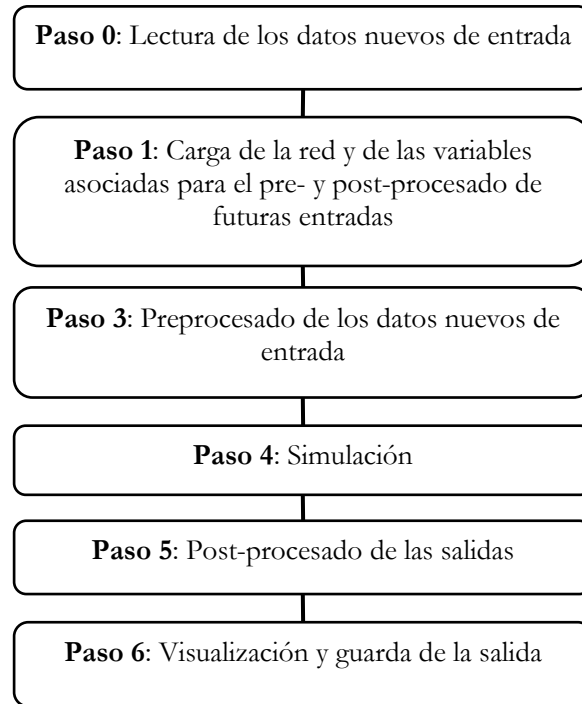 Paso 0: Lectura de los datos nuevos de entrada
Paso 1: Carga de la red y de las variables
asociadas para el pre- y post-procesado de
futuras entradas
Paso 3: Preprocesado de los datos nuevos de
entrada
Paso 4: Simulación
Paso 5: Post-procesado de las salidas
Paso 6: Visualización y guarda de la salida